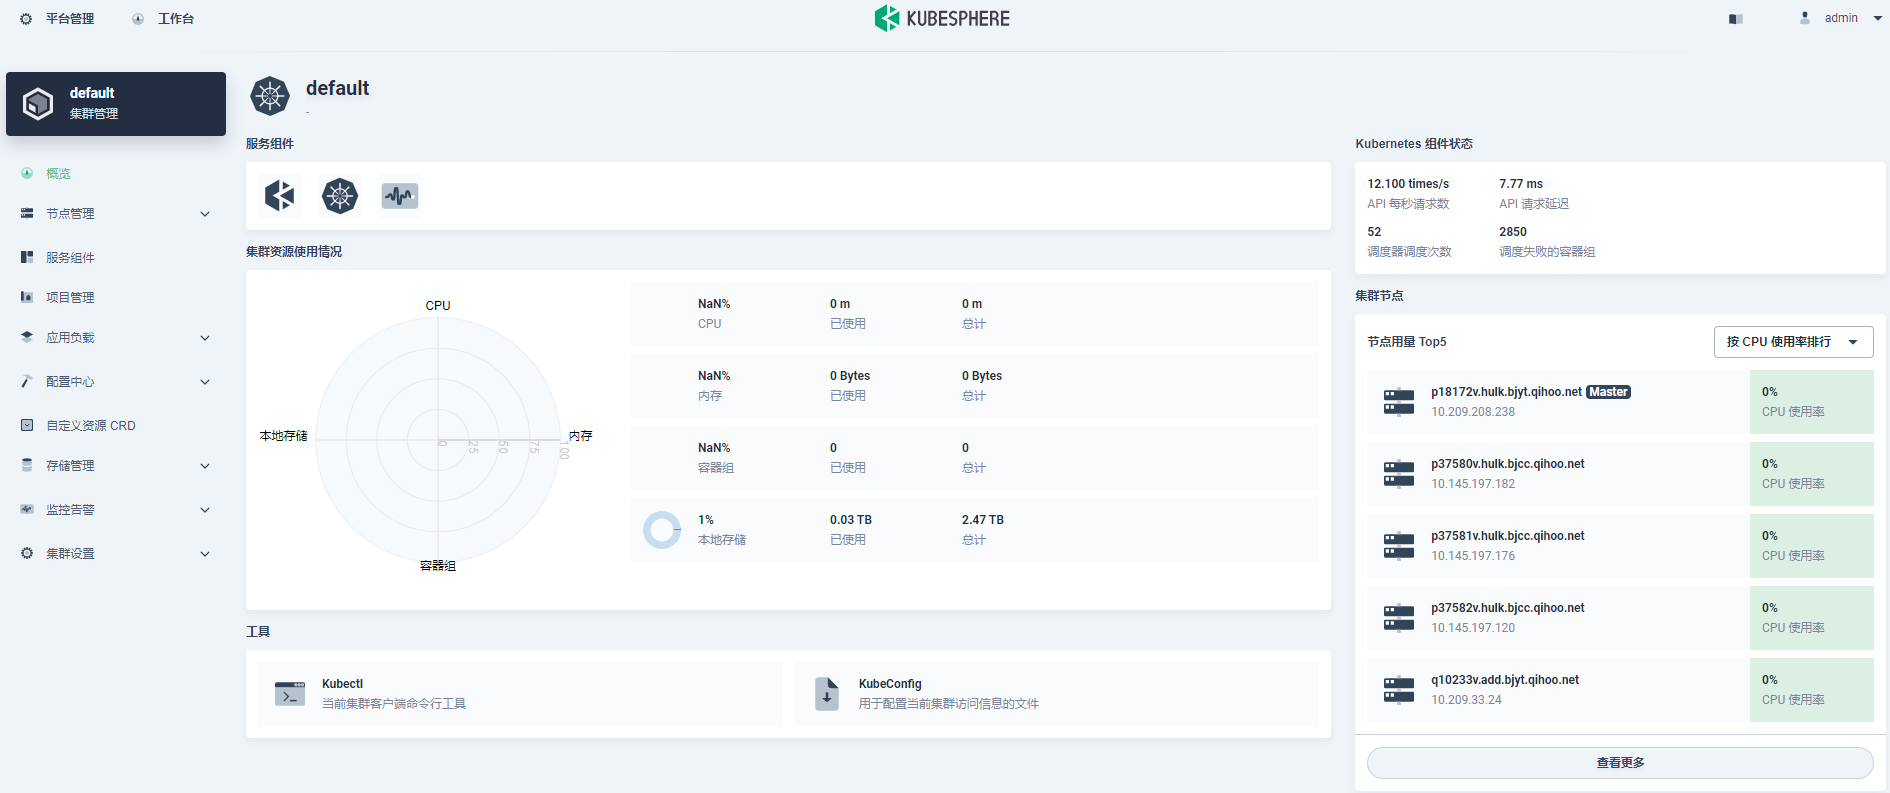 平台管理
工作台
KUBESPHERE
admin
default
集群管理
概览
节点管理
服务组件
项目管理
应用负载
配置中心
自定义资源 CRD
存储管理
监控告警
集群设置
default
-
服务组件
集群资源使用情况
CPU
内存
容器组
本地存储
0
25
50
75
100
NaN%
CPU
0 m
已使用
0 m
总计
NaN%
内存
0 Bytes
已使用
0 Bytes
总计
NaN%
容器组
0
已使用
0
总计
1%
本地存储
0.03 TB
已使用
2.47 TB
总计
工具
Kubectl
当前集群客户端命令行工具
KubeConfig
用于配置当前集群访问信息的文件
Kubernetes 组件状态
12.100 times/s
API 每秒请求数
7.77 ms
API 请求延迟
52
调度器调度次数
2850
调度失败的容器组
集群节点
节点用量 Top5
按 CPU 使用率排行
p18172v.hulk.bjyt.qihoo.net Master
10.209.208.238
0%
CPU 使用率
p37580v.hulk.bjcc.qihoo.net
10.145.197.182
0%
CPU 使用率
p37581v.hulk.bjcc.qihoo.net
10.145.197.176
0%
CPU 使用率
p37582v.hulk.bjcc.qihoo.net
10.145.197.120
0%
CPU 使用率
q10233v.add.bjyt.qihoo.net
10.209.33.24
0%
CPU 使用率
查看更多